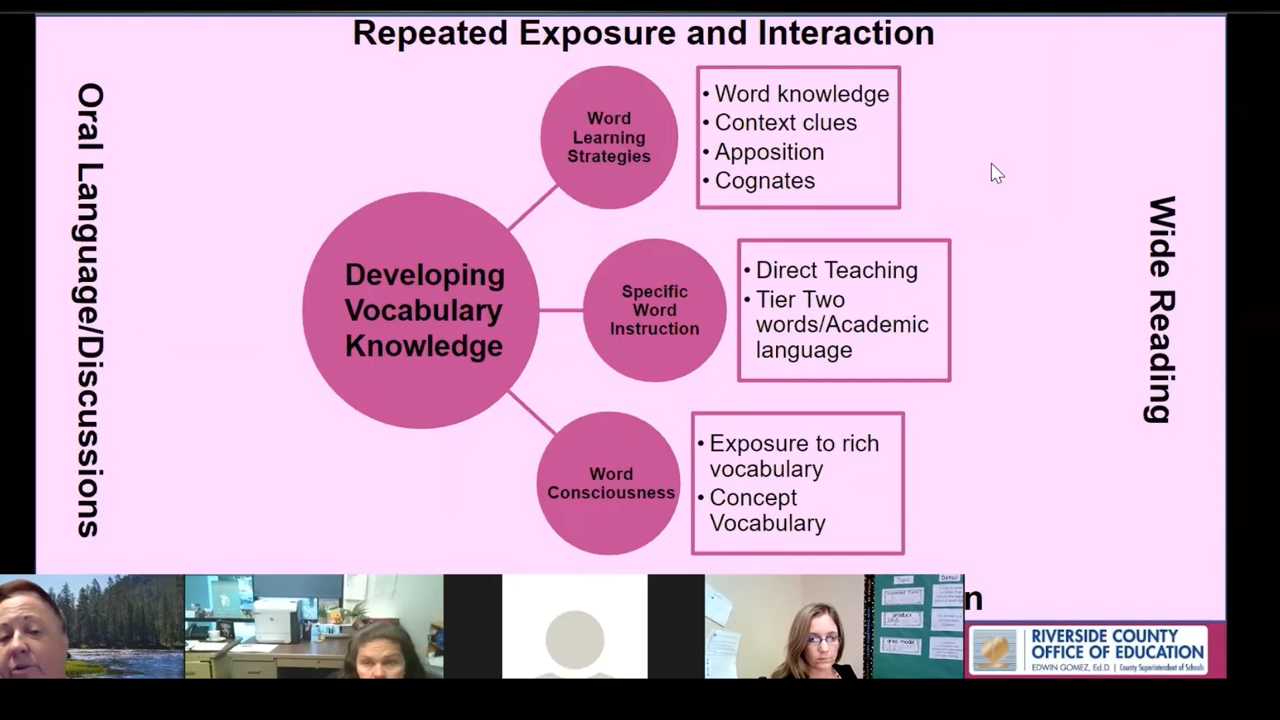 Repeated Exposure and Interaction
Oral Language/Discussions
Word
Learning
Strategies
• Word knowledge
• Context clues
• Apposition
• Cognates
Developing
Vocabulary
Knowledge
Specific
Word
Instruction
• Direct Teaching
• Tier Two
words/Academic
language
Word
Consciousness
• Exposure to rich
vocabulary
• Concept
Vocabulary
Wide Reading
n
RIVERSIDE COUNTY
OFFICE OF EDUCATION
EDWIN GOMEZ, Ed.D. | County Superintendent of Schools
Topic
Detail